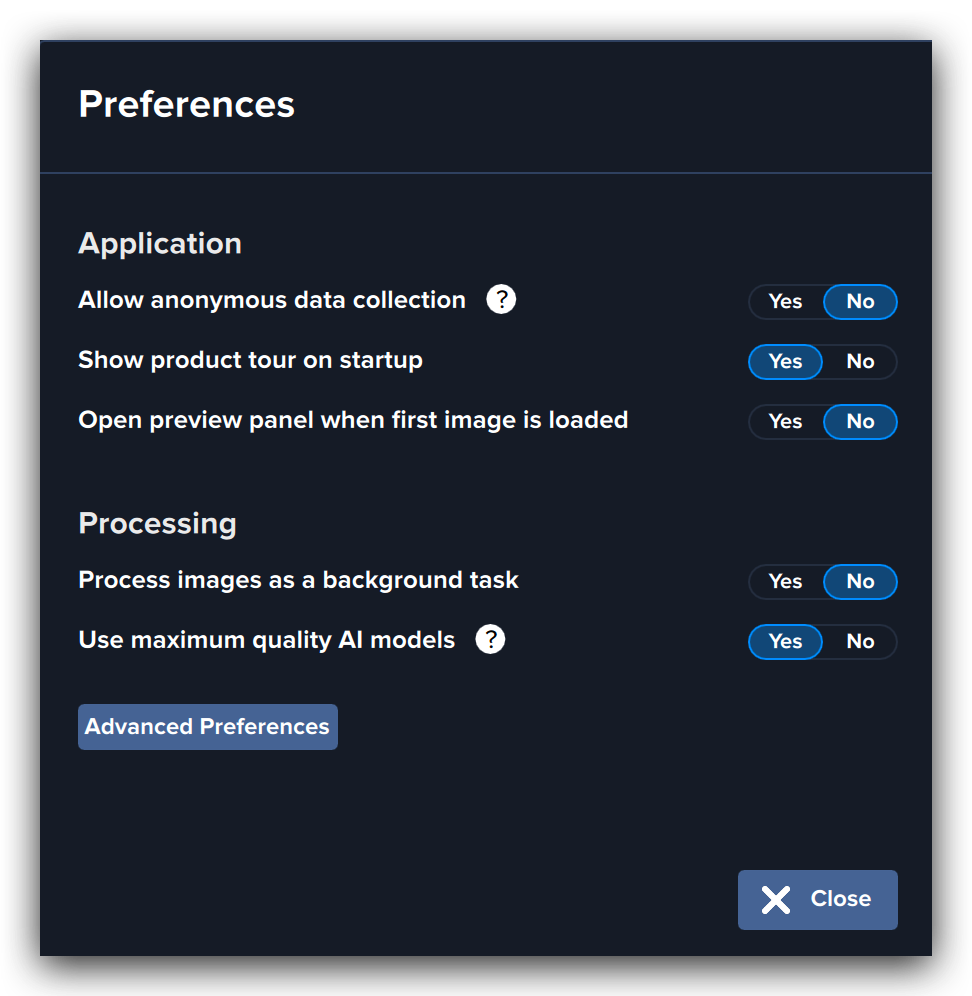 Preferences
Application
Allow anonymous data collection ? Yes No
Show product tour on startup Yes No
Open preview panel when first image is loaded Yes No
Processing
Process images as a background task Yes No
Use maximum quality AI models ? Yes No
Advanced Preferences
Close